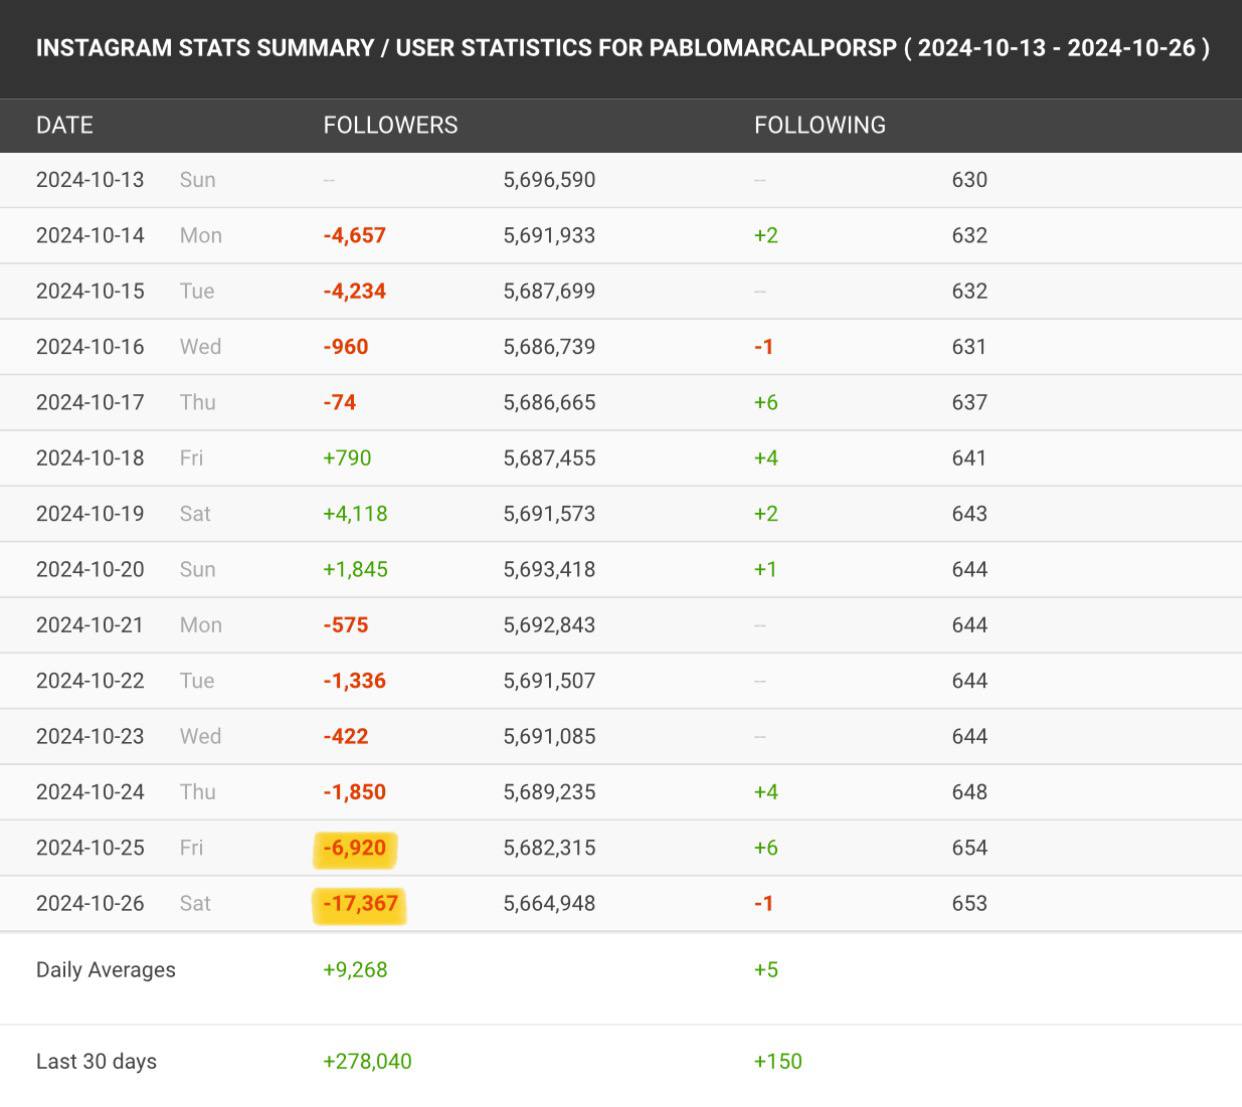 INSTAGRAM STATS SUMMARY / USER STATISTICS FOR PABLOMARCALPORSP ( 2024-10-13 - 2024-10-26 )
DATE FOLLOWERS FOLLOWING
2024-10-13 Sun -- 5,696,590 -- 630
2024-10-14 Mon -4,657 5,691,933 +2 632
2024-10-15 Tue -4,234 5,687,699 -- 632
2024-10-16 Wed -960 5,686,739 -1 631
2024-10-17 Thu -74 5,686,665 +6 637
2024-10-18 Fri +790 5,687,455 +4 641
2024-10-19 Sat +4,118 5,691,573 +2 643
2024-10-20 Sun +1,845 5,693,418 +1 644
2024-10-21 Mon -575 5,692,843 -- 644
2024-10-22 Tue -1,336 5,691,507 -- 644
2024-10-23 Wed -422 5,691,085 -- 644
2024-10-24 Thu -1,850 5,689,235 +4 648
2024-10-25 Fri -6,920 5,682,315 +6 654
2024-10-26 Sat -17,367 5,664,948 -1 653
Daily Averages +9,268 +5
Last 30 days +278,040 +150